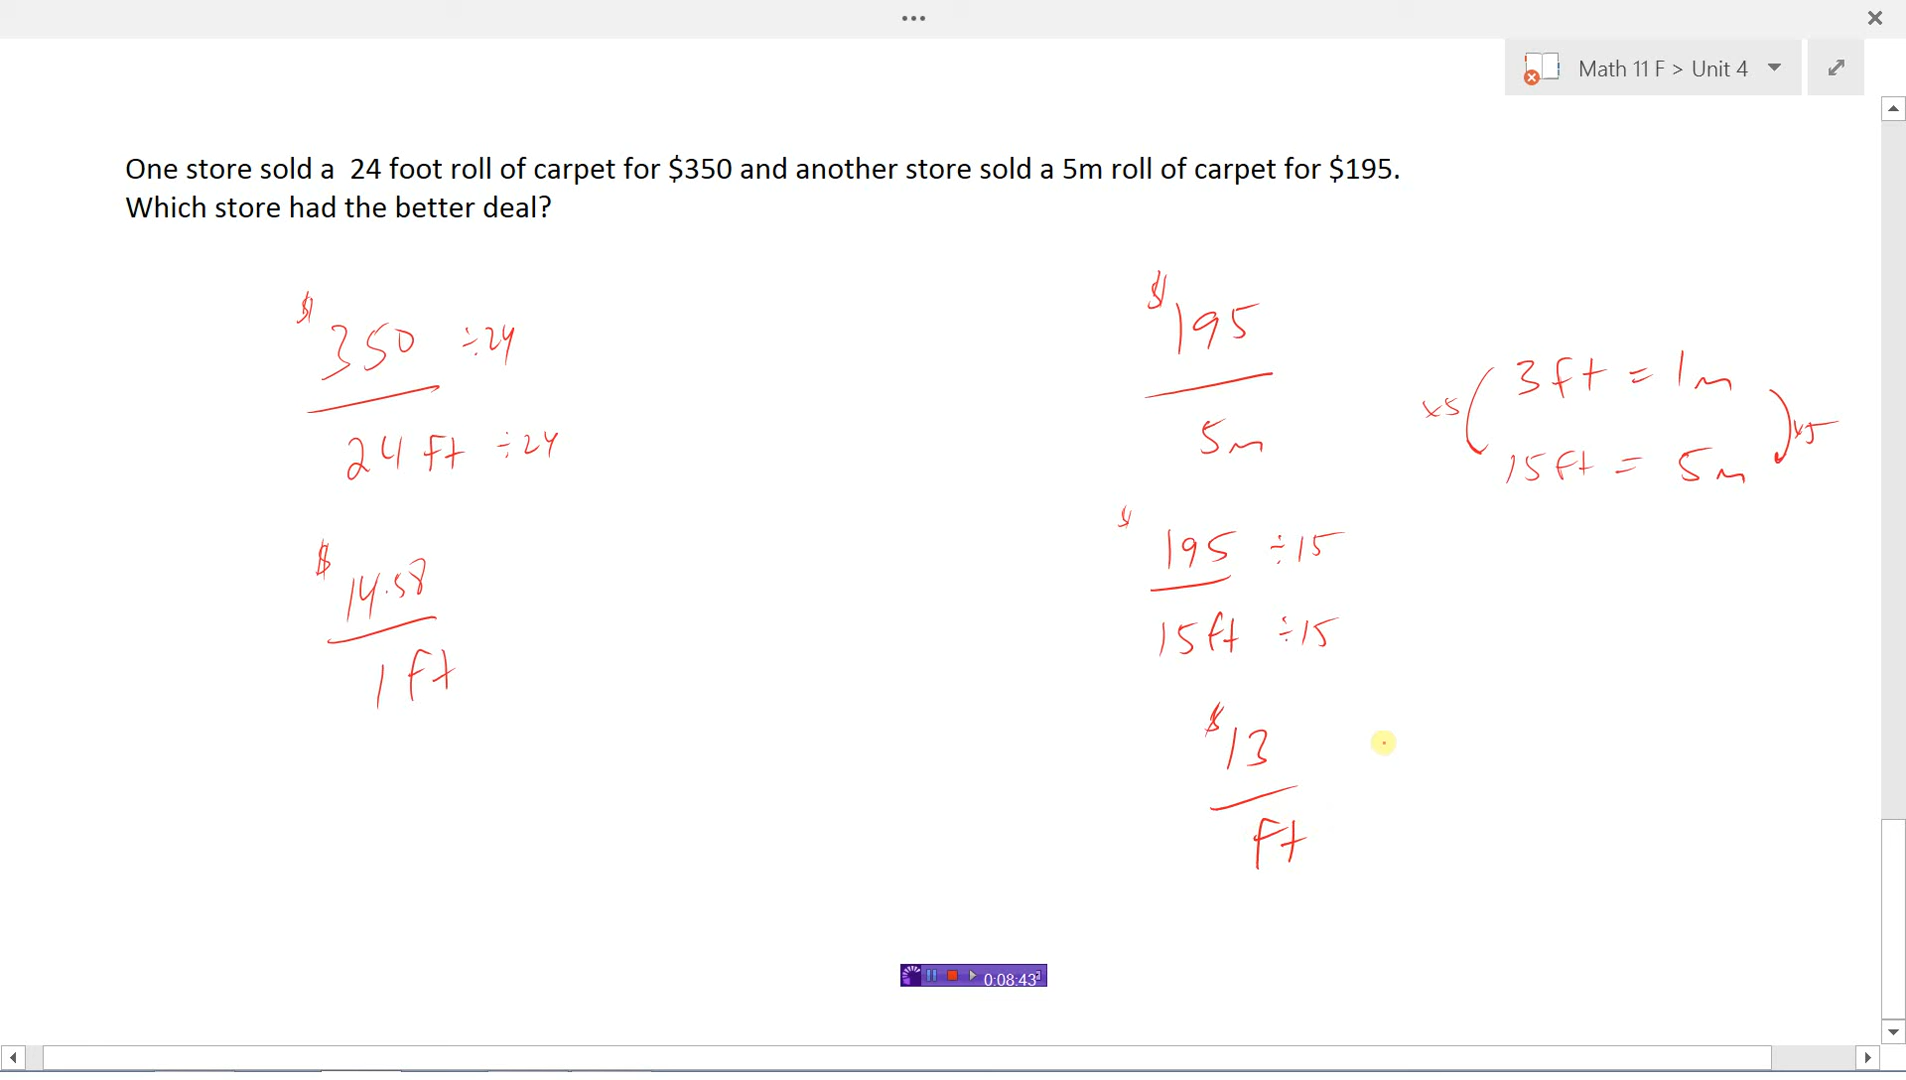 •••
Math 11 F > Unit 4
One store sold a 24 foot roll of carpet for $350 and another store sold a 5m roll of carpet for $195.
Which store had the better deal?
$350 ÷24
24 ft ÷24
$14.58
1 ft
$195
5m
3ft = 1m
x5 x5
15ft = 5m
$195 ÷15
15ft ÷15
$13
ft
0:08:43